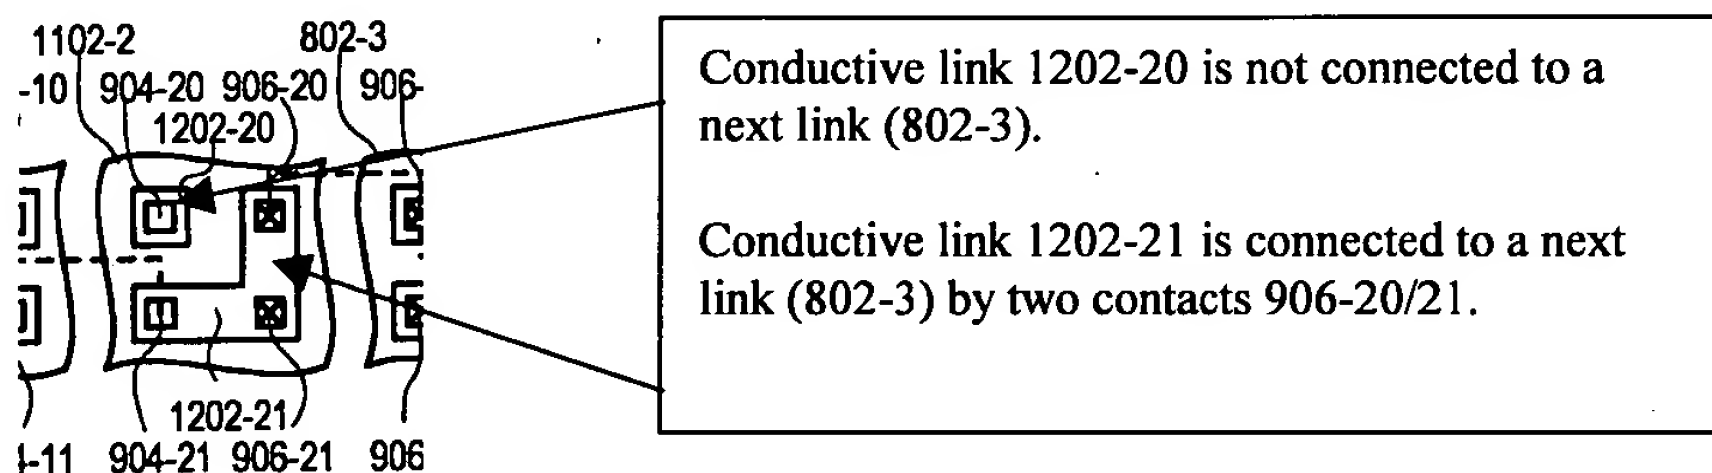 1102-2 802-3
-10 904-20 906-20 906-
1202-20
Conductive link 1202-20 is not connected to a
next link (802-3).
Conductive link 1202-21 is connected to a next
link (802-3) by two contacts 906-20/21.
1202-21
-11 904-21 906-21 906